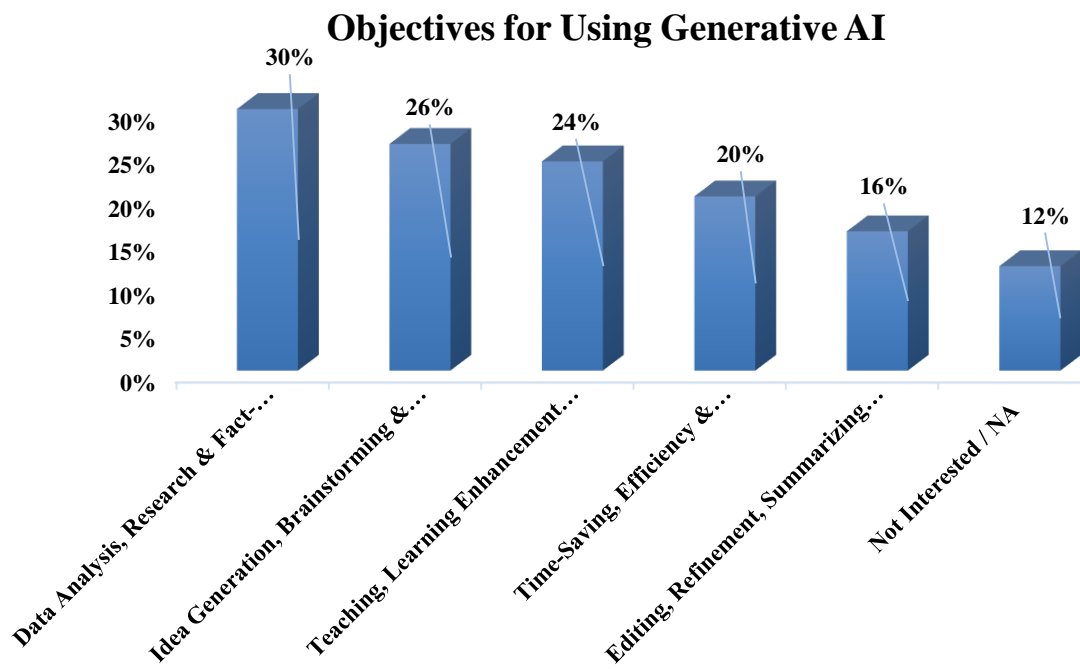 Objectives for Using Generative AI
30%
26%
24%
20%
16%
12%
30%
25%
20%
15%
10%
5%
0%
Data Analysis, Research & Fact-…
Idea Generation, Brainstorming &…
Teaching, Learning Enhancement…
Time-Saving, Efficiency &…
Editing, Refinement, Summarizing…
Not Interested / NA